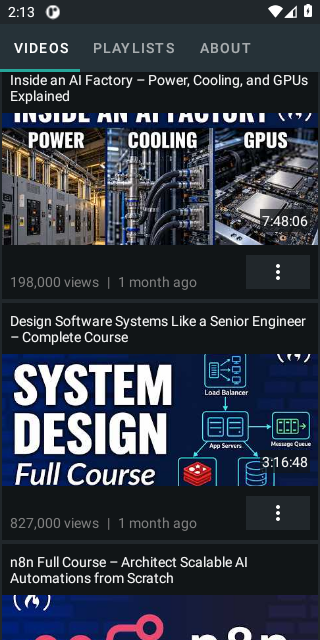 2:13
VIDEOS PLAYLISTS ABOUT
Inside an AI Factory – Power, Cooling, and GPUs
Explained
INSIDE AN AI FACTORY
POWER COOLING GPUS
7:48:06
198,000 views | 1 month ago
Design Software Systems Like a Senior Engineer
– Complete Course
SYSTEM
DESIGN
Full Course
Load Balancer
App Servers
Message Queue
3:16:48
827,000 views | 1 month ago
n8n Full Course – Architect Scalable AI
Automations from Scratch
n8n